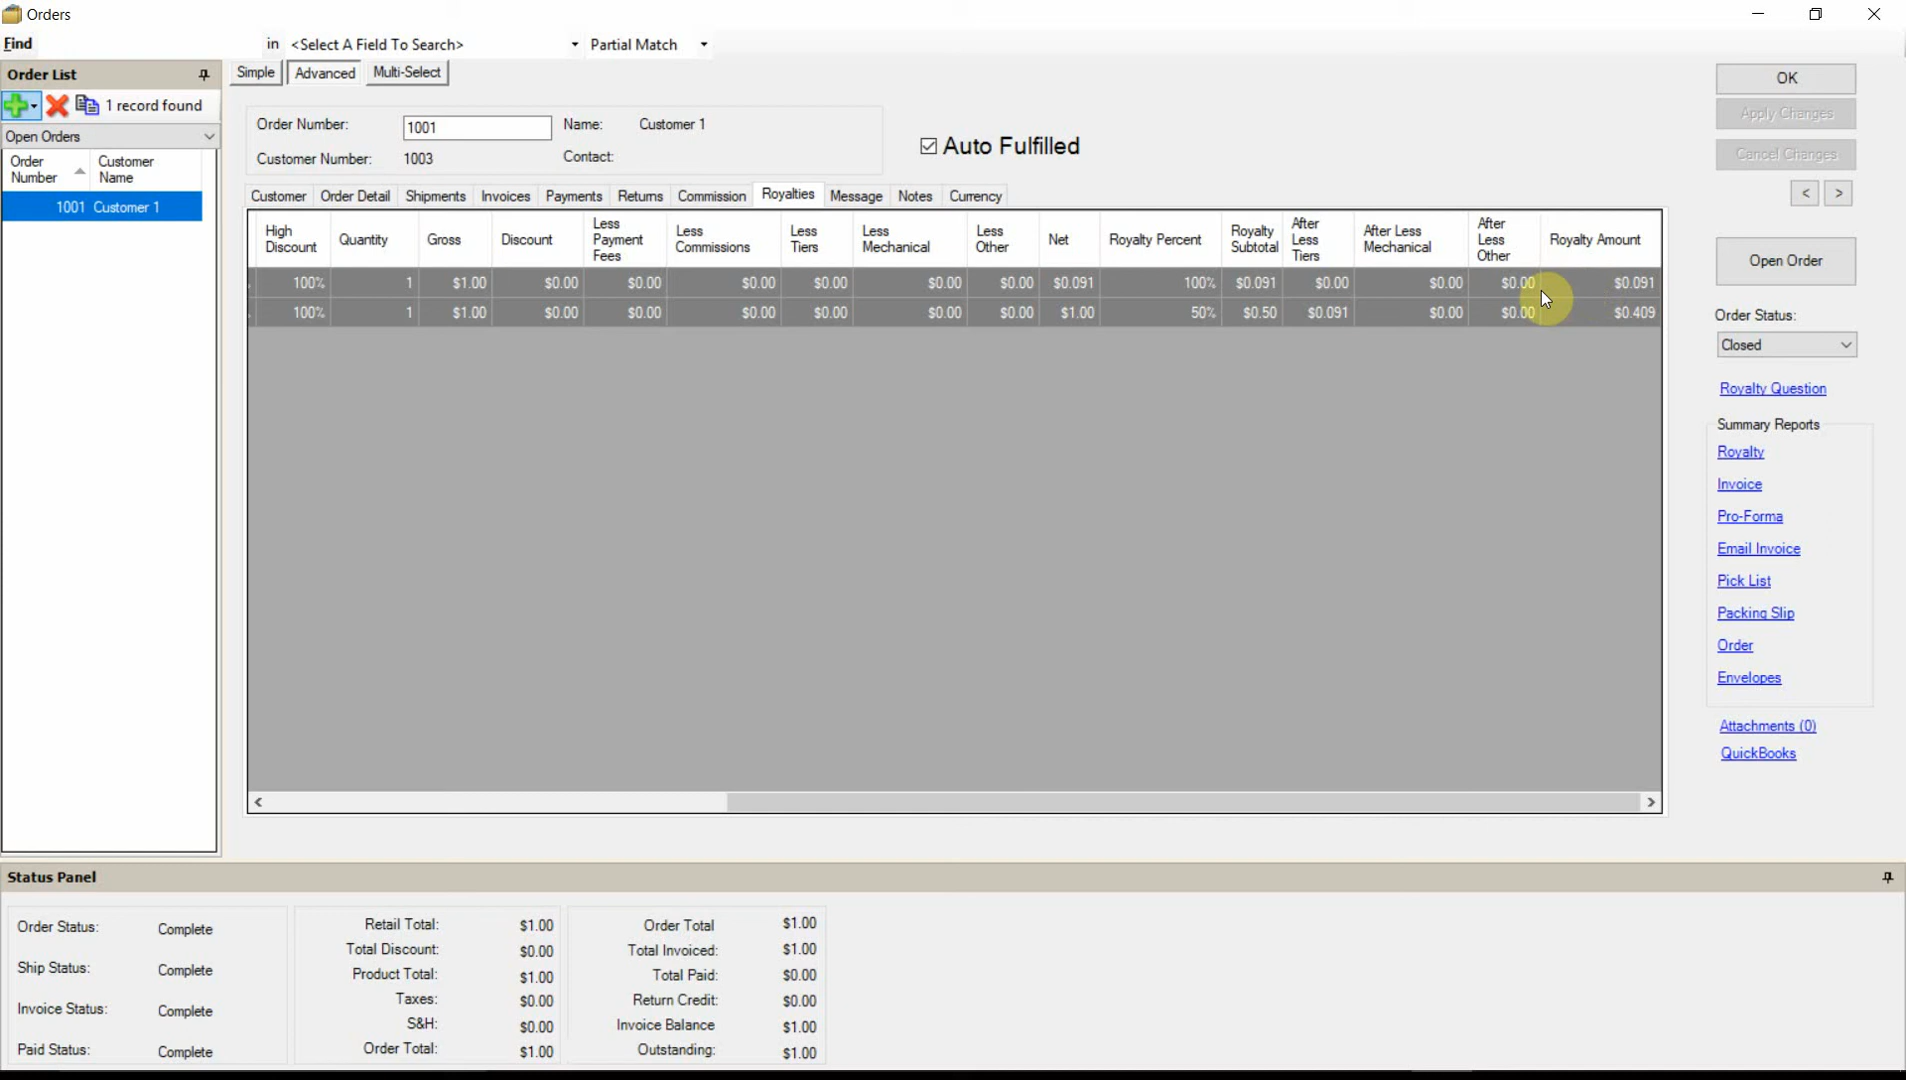 Orders
Find in <Select A Field To Search> Partial Match
Order List
1 record found
Open Orders
Order Number Customer Name
1001 Customer 1
Simple Advanced Multi-Select
Order Number: 1001 Name: Customer 1
Customer Number: 1003 Contact:
Auto Fulfilled
Customer Order Detail Shipments Invoices Payments Returns Commission Royalties Message Notes Currency
High Discount Quantity Gross Discount Less Payment Fees Less Commissions Less Tiers Less Mechanical Less Other Net Royalty Percent Royalty Subtotal After Less Tiers After Less Mechanical After Less Other Royalty Amount
100% 1 $1.00 $0.00 $0.00 $0.00 $0.00 $0.00 $0.00 $0.091 100% $0.091 $0.00 $0.00 $0.00 $0.091
100% 1 $1.00 $0.00 $0.00 $0.00 $0.00 $0.00 $0.00 $1.00 50% $0.50 $0.091 $0.00 $0.00 $0.409
OK
Apply Changes
Cancel Changes
< >
Open Order
Order Status:
Closed
Royalty Question
Summary Reports
Royalty
Invoice
Pro-Forma
Email Invoice
Pick List
Packing Slip
Order
Envelopes
Attachments (0)
QuickBooks
Status Panel
Order Status: Complete
Ship Status: Complete
Invoice Status: Complete
Paid Status: Complete
Retail Total: $1.00
Total Discount: $0.00
Product Total: $1.00
Taxes: $0.00
S&H: $0.00
Order Total: $1.00
Order Total $1.00
Total Invoiced: $1.00
Total Paid: $0.00
Return Credit: $0.00
Invoice Balance $1.00
Outstanding: $1.00